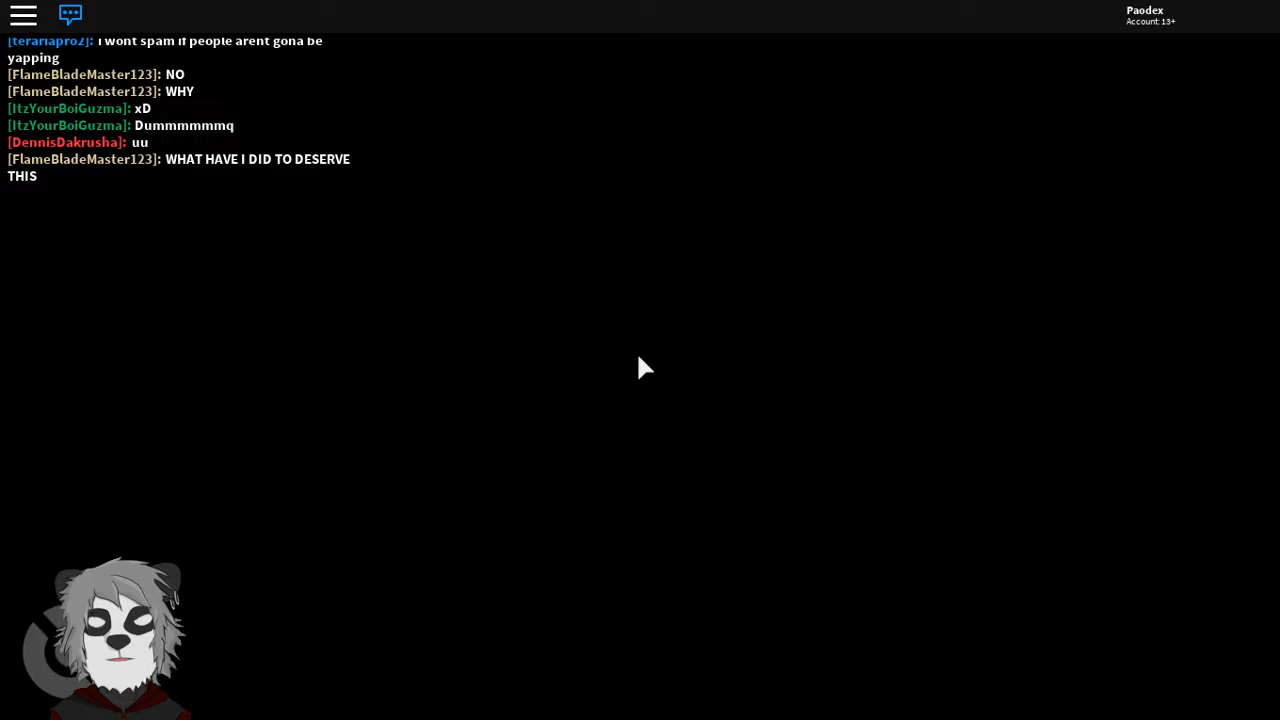 Paodex
Account: 13+
[terariapro2]: i wont spam if people arent gona be
yapping
[FlameBladeMaster123]: NO
[FlameBladeMaster123]: WHY
[ItzYourBoiGuzma]: xD
[ItzYourBoiGuzma]: Dummmmmmq
[DennisDakrusha]: uu
[FlameBladeMaster123]: WHAT HAVE I DID TO DESERVE
THIS